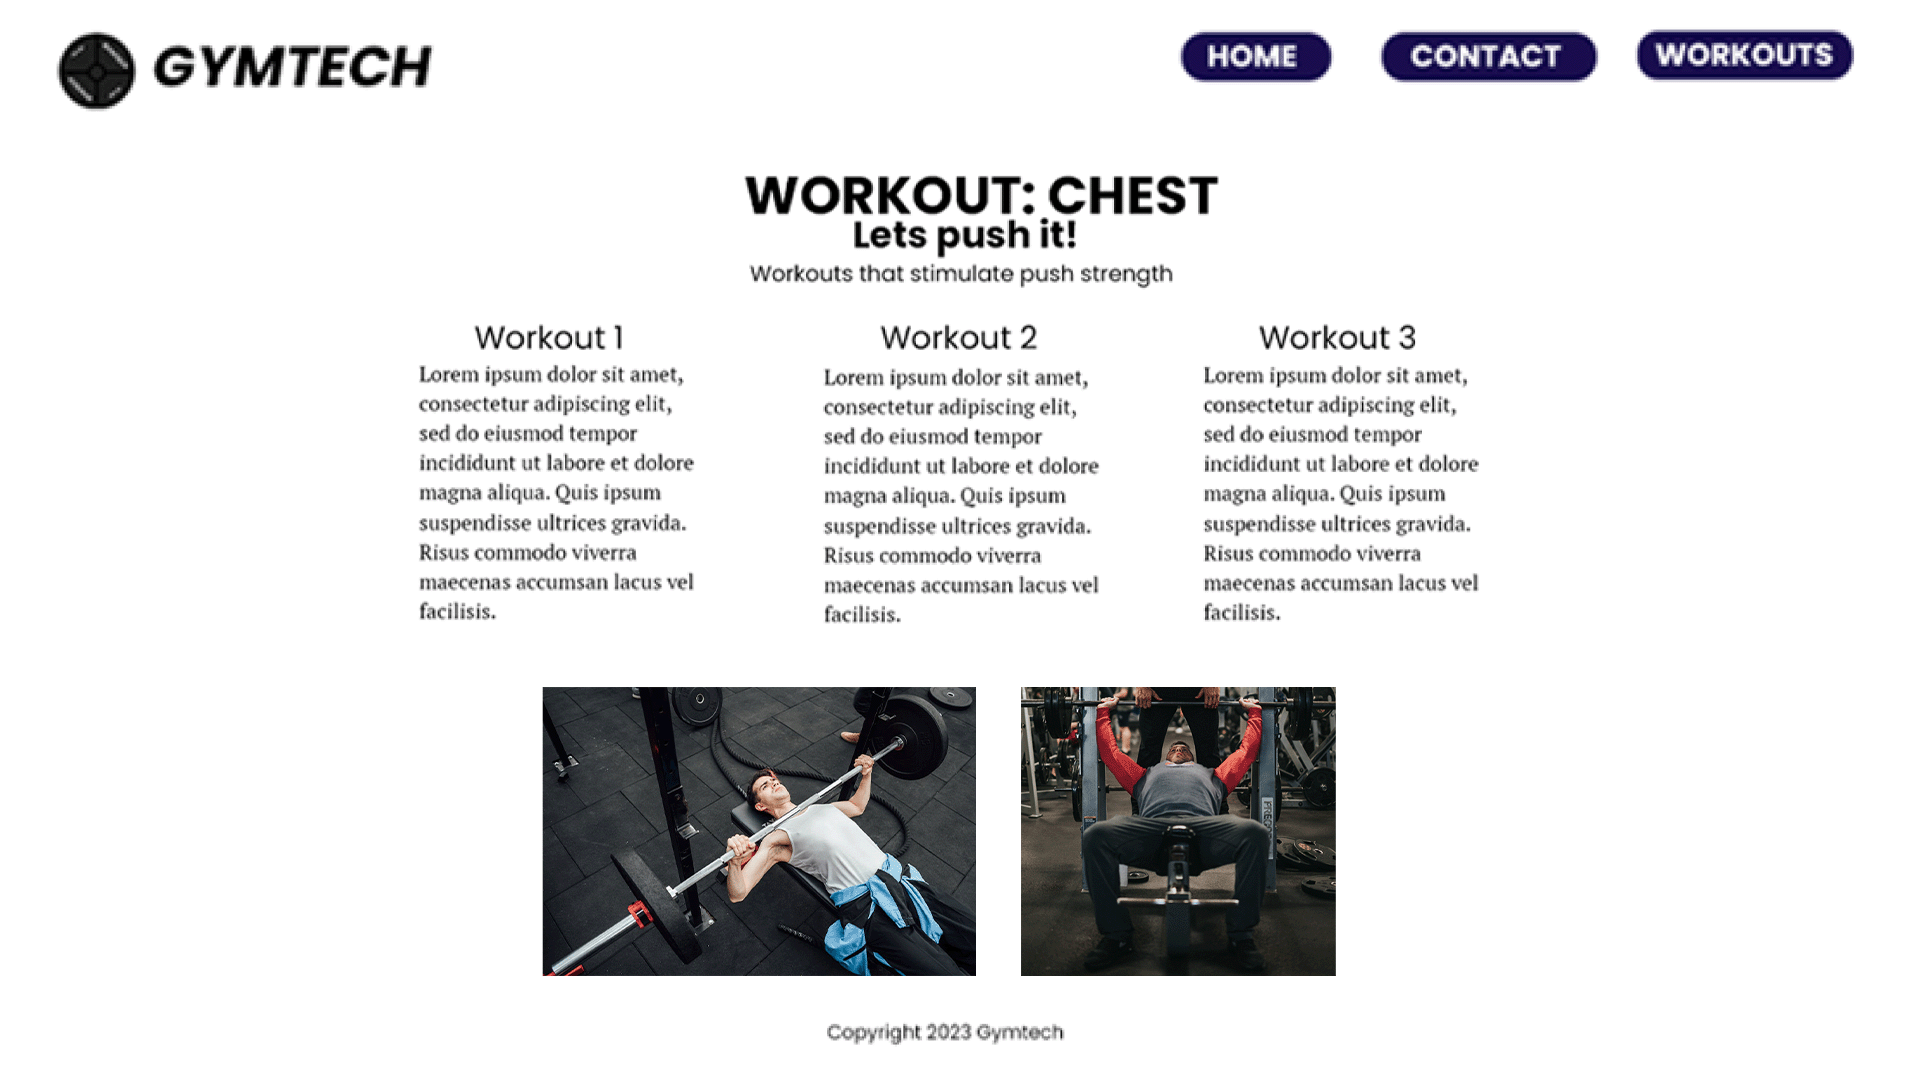 GYMTECH
HOME
CONTACT
WORKOUTS
WORKOUT: CHEST
Lets push it!
Workouts that stimulate push strength
Workout 1
Lorem ipsum dolor sit amet,
consectetur adipiscing elit,
sed do eiusmod tempor
incididunt ut labore et dolore
magna aliqua. Quis ipsum
suspendisse ultrices gravida.
Risus commodo viverra
maecenas accumsan lacus vel
facilisis.
Workout 2
Lorem ipsum dolor sit amet,
consectetur adipiscing elit,
sed do eiusmod tempor
incididunt ut labore et dolore
magna aliqua. Quis ipsum
suspendisse ultrices gravida.
Risus commodo viverra
maecenas accumsan lacus vel
facilisis.
Workout 3
Lorem ipsum dolor sit amet,
consectetur adipiscing elit,
sed do eiusmod tempor
incididunt ut labore et dolore
magna aliqua. Quis ipsum
suspendisse ultrices gravida.
Risus commodo viverra
maecenas accumsan lacus vel
facilisis.
Copyright 2023 Gymtech